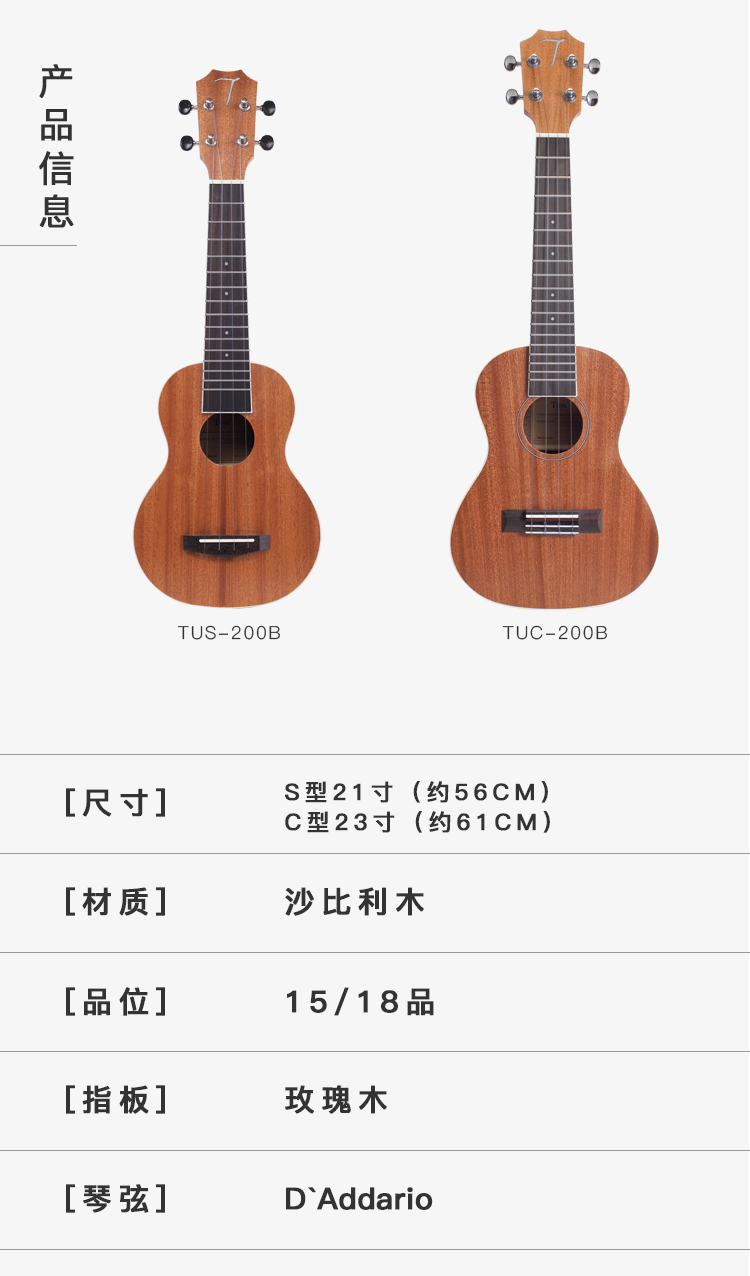 产品信息
TUS-200B
TUC-200B
[尺寸]
S型21寸（约56CM）
C型23寸（约61CM）
[材质]
沙比利木
[品位]
15/18品
[指板]
玫瑰木
[琴弦]
D`Addario